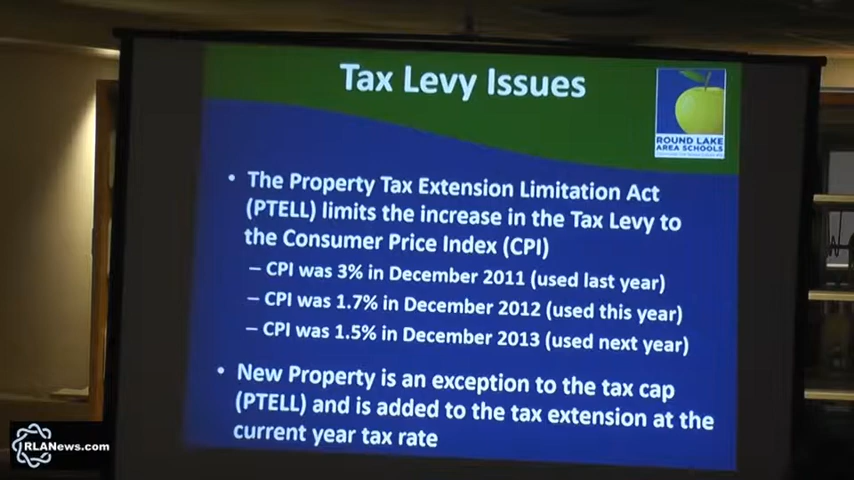 Tax Levy Issues
ROUND LAKE
AREA SCHOOLS
• The Property Tax Extension Limitation Act
(PTELL) limits the increase in the Tax Levy to
the Consumer Price Index (CPI)
– CPI was 3% in December 2011 (used last year)
– CPI was 1.7% in December 2012 (used this year)
– CPI was 1.5% in December 2013 (used next year)
• New Property is an exception to the tax cap
(PTELL) and is added to the tax extension at the
current year tax rate
RLANews.com